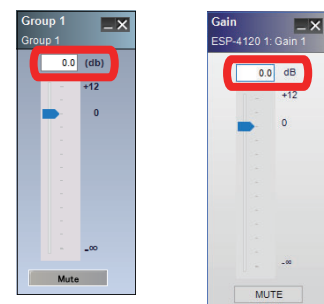 Group 1
Group 1
0.0 (db)
+12
0
-∞
Mute
Gain
ESP-4120 1: Gain 1
0.0 dB
+12
0
-∞
MUTE